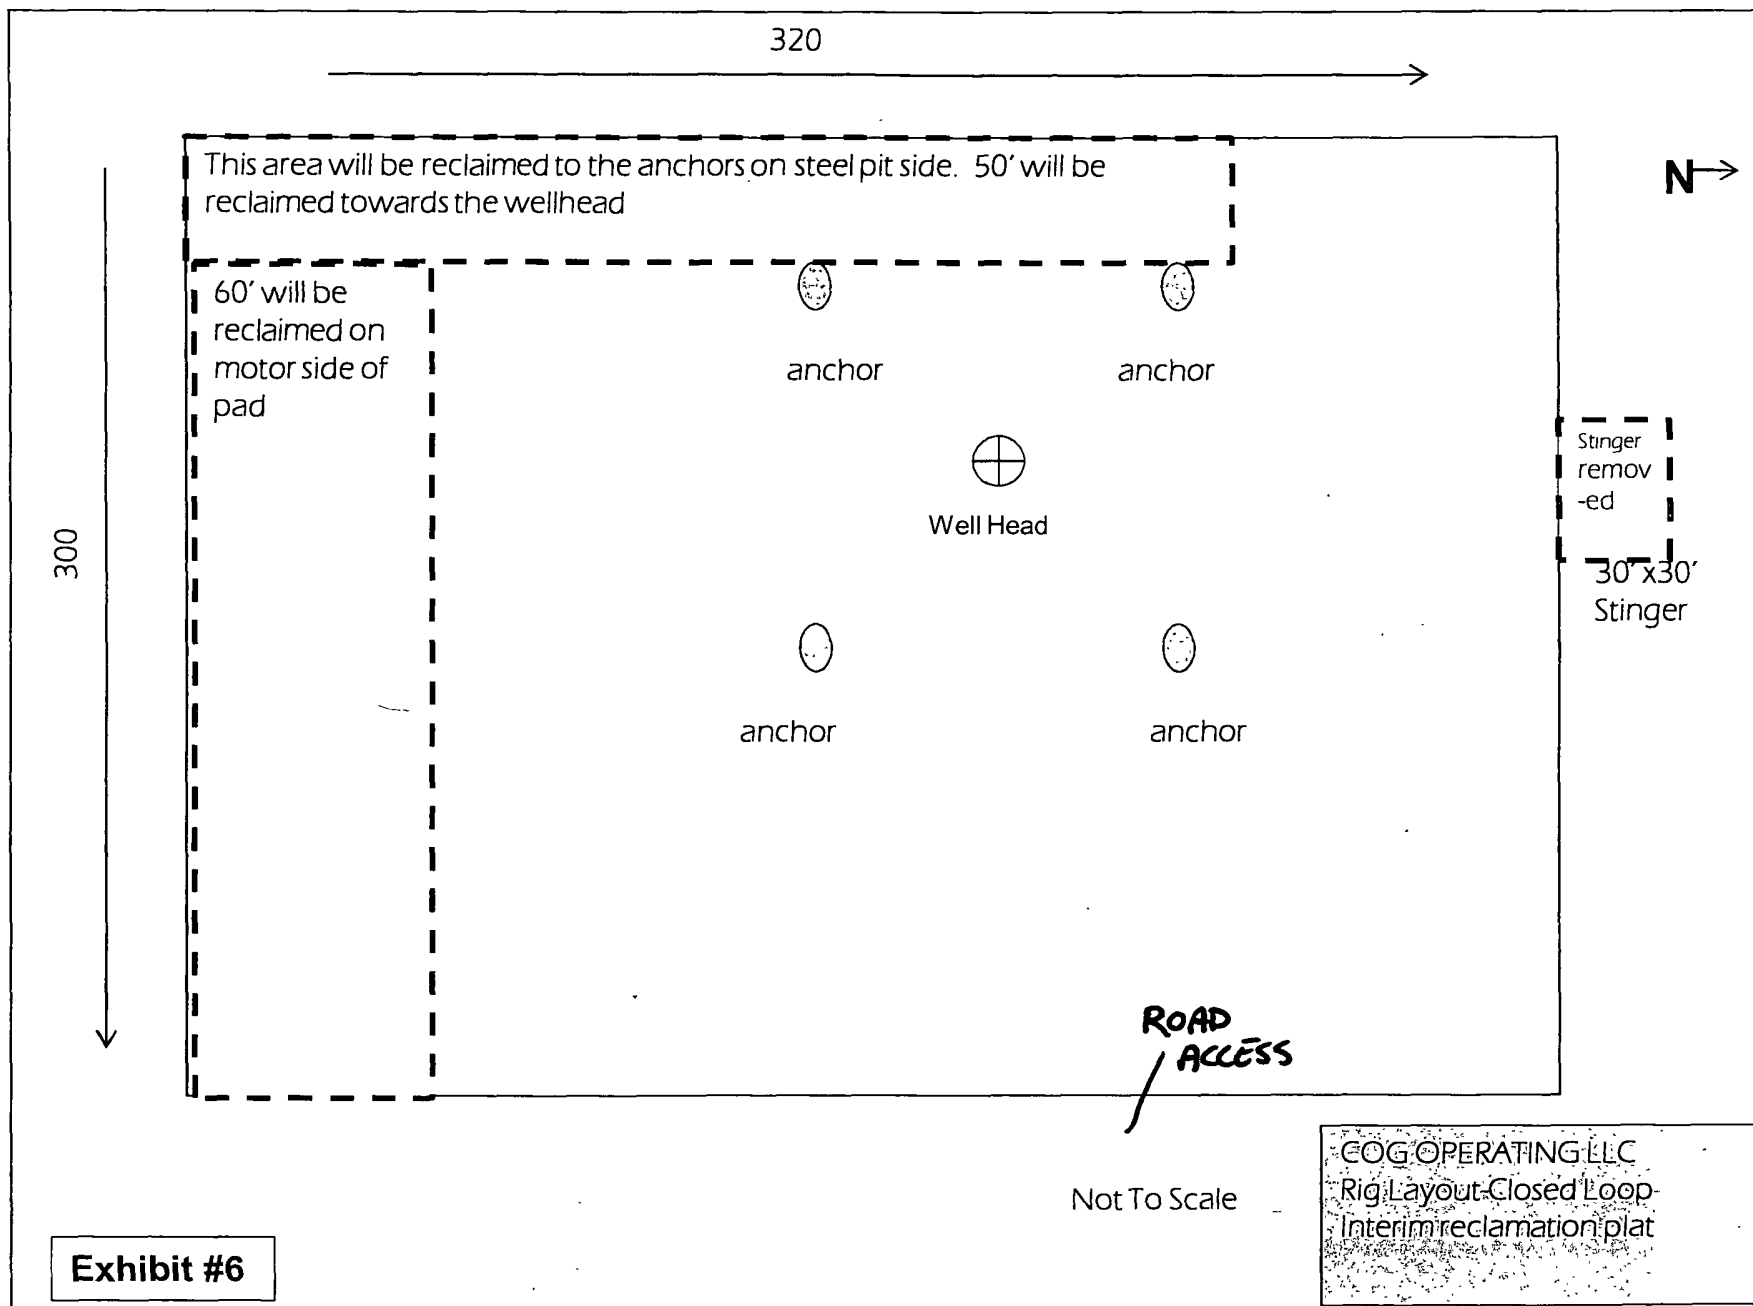 320
This area will be reclaimed to the anchors on steel pit side. 50' will be
reclaimed towards the wellhead
N
60' will be
reclaimed on
motor side of
pad
anchor
anchor
Stinger
remov
-ed
Well Head
300
30'x30'
Stinger
anchor
anchor
ROAD
ACCESS
Not To Scale
COG OPERATING LLC
Rig Layout-Closed Loop
Interim reclamation plat
Exhibit #6